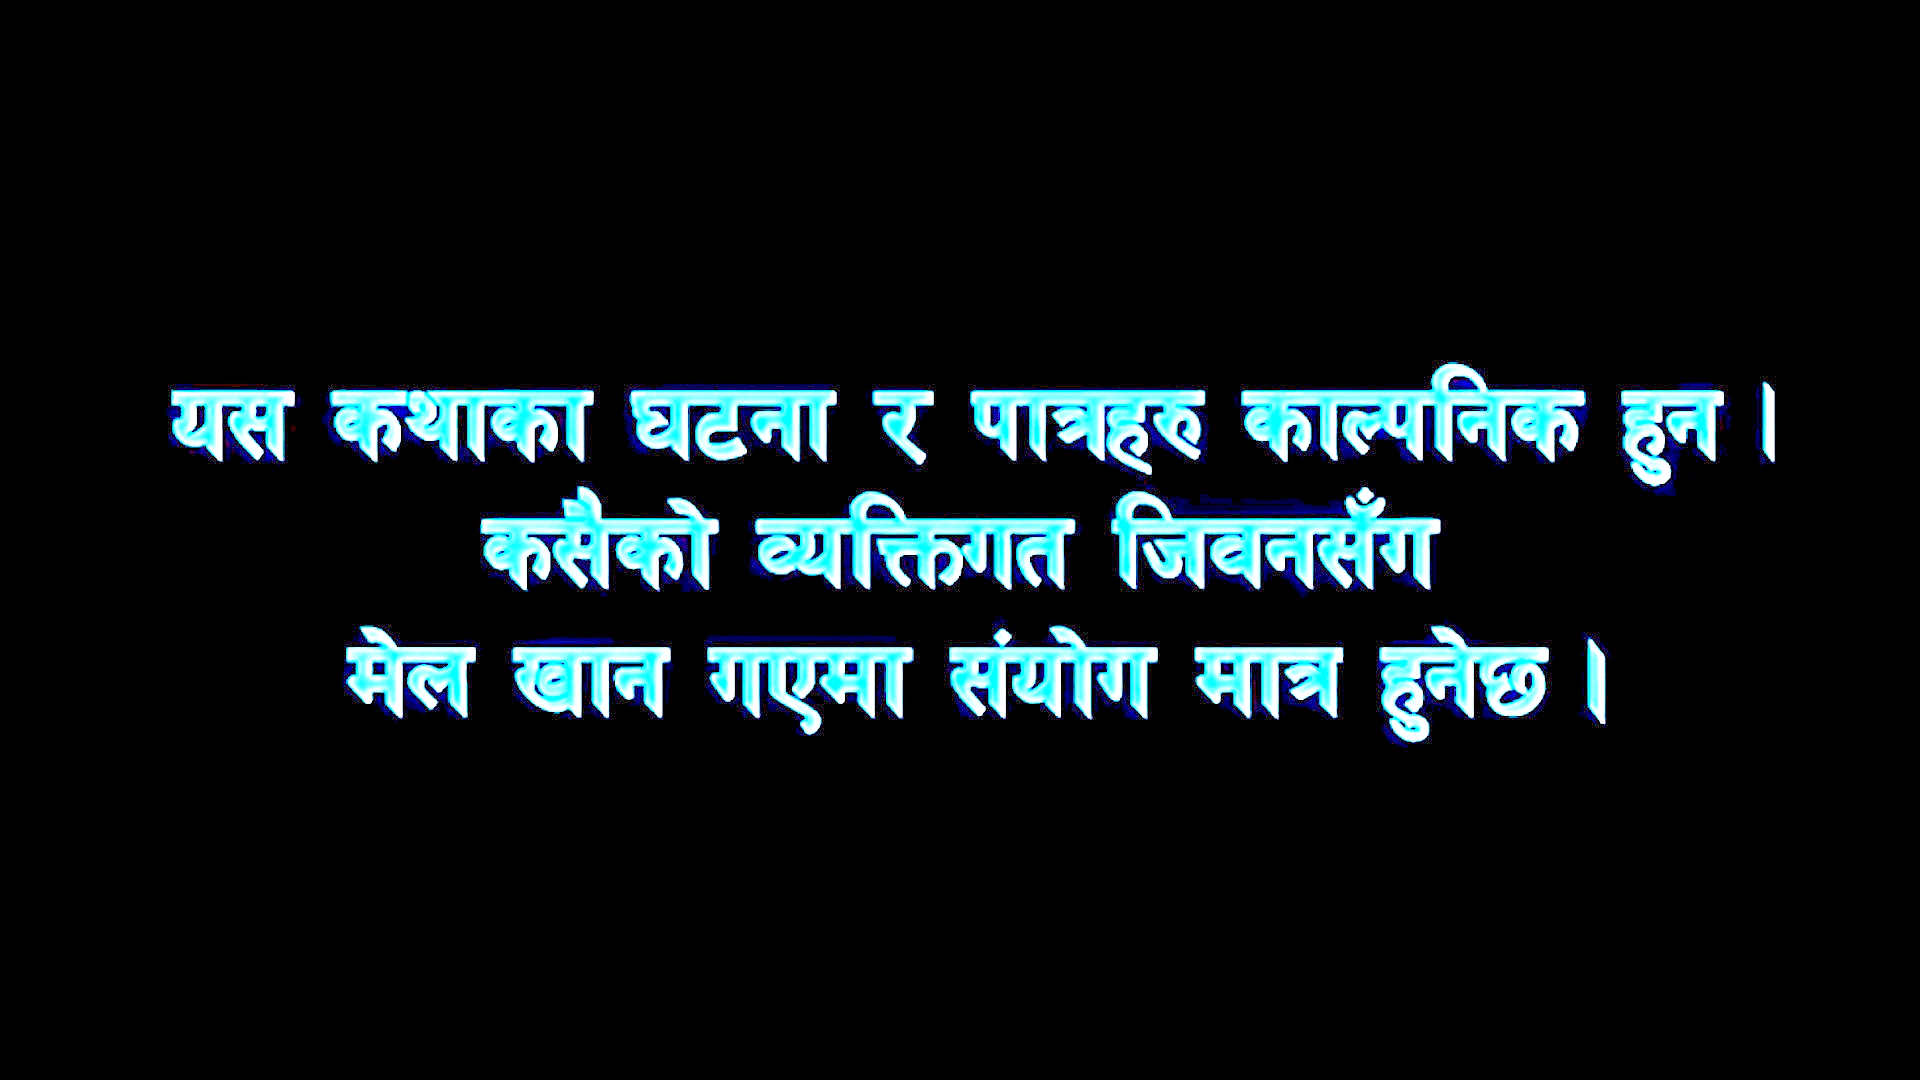 यस कथाका घटना र पात्रहरु काल्पनिक हुन ।
कसैको व्यक्तिगत जिवनसँग
मेल खान गएमा संयोग मात्र हुनेछ ।